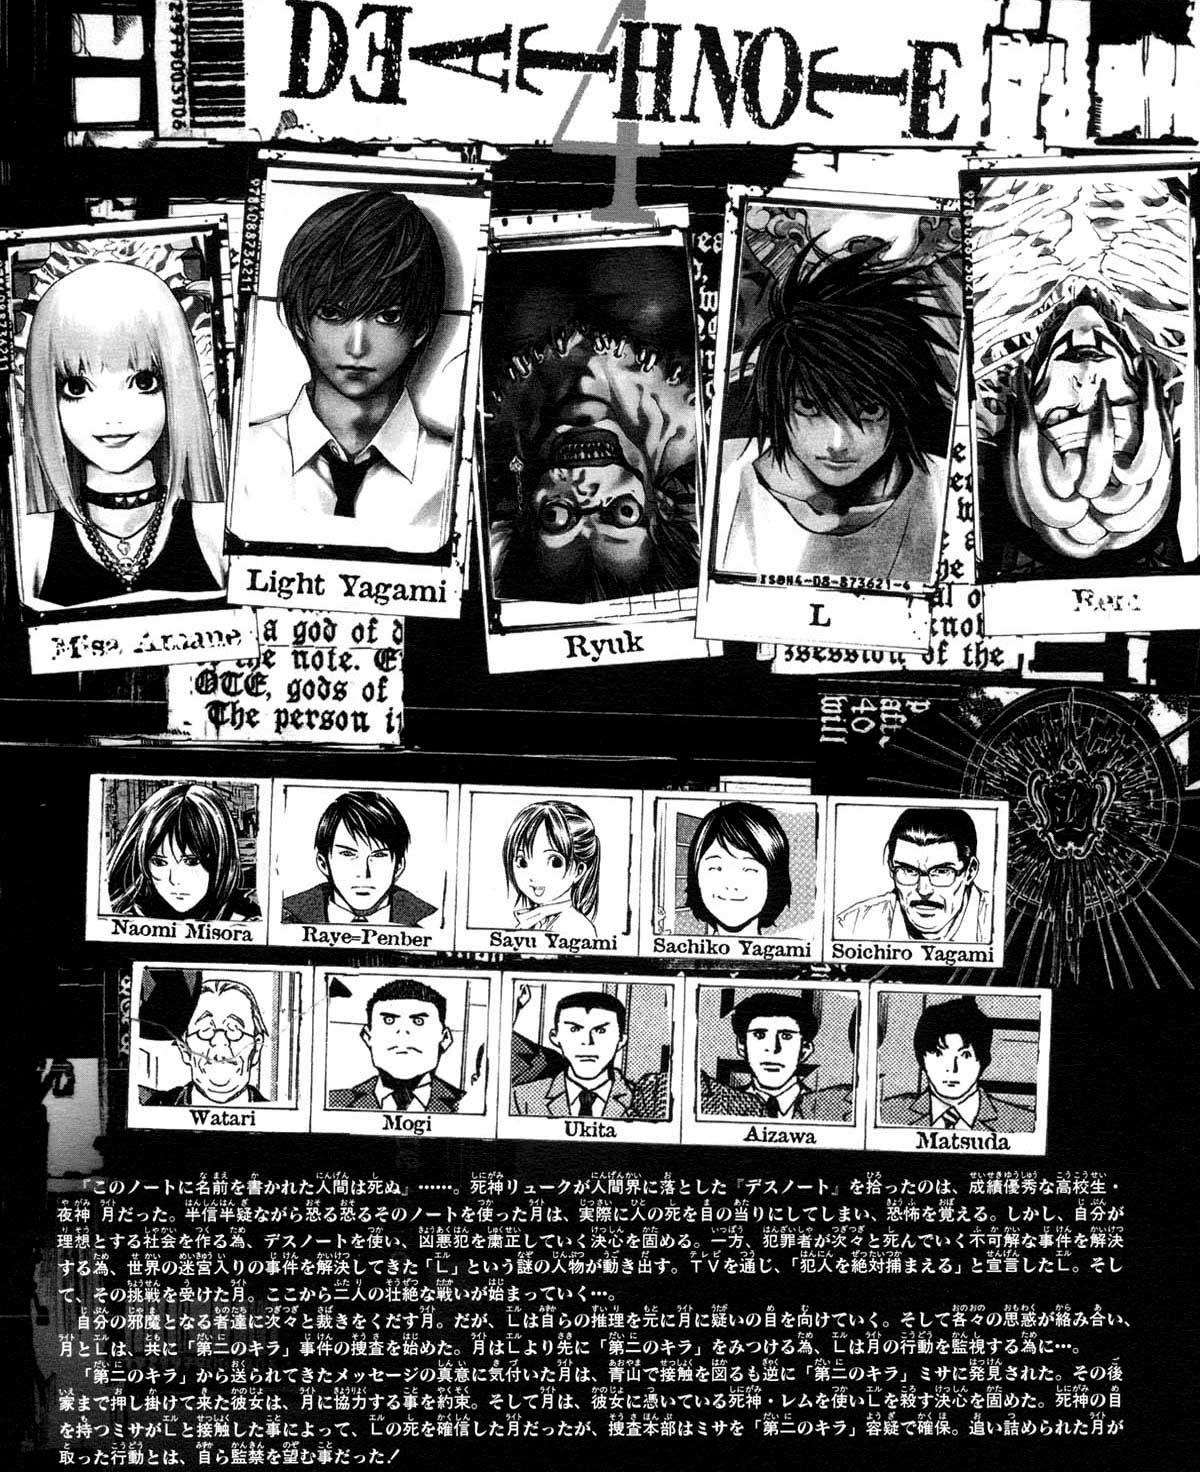 DEATH NOTE
4
Misa Amane
Light Yagami
Ryuk
L
ISBN4-08-873621-4
a god of d
the note. E
OTE, gods of
The person i
session of the
Naomi Misora
Raye=Penber
Sayu Yagami
Sachiko Yagami
Soichiro Yagami
Watari
Mogi
Ukita
Aizawa
Matsuda
『このノートに名前を書かれた人間は死ぬ』……。死神リュークが人間界に落とした『デスノート』を拾ったのは、成績優秀な高校生・
夜神月だった。半信半疑ながら恐る恐るそのノートを使った月は、実際に人の死を目の当りにしてしまい、恐怖を覚える。しかし、自分が
理想とする社会を作る為、デスノートを使い、凶悪犯を粛正していく決心を固める。一方、犯罪者が次々と死んでいく不可解な事件を解決
する為、世界の迷宮入りの事件を解決してきた「L」という謎の人物が動き出す。TVを通じ、「犯人を絶対捕まえる」と宣言したL。そし
て、その挑戦を受けた月。ここから二人の壮絶な戦いが始まっていく…。
自分の邪魔となる者達に次々と裁きをくだす月。だが、Lは自らの推理を元に月に疑いの目を向けていく。そして各々の思惑が絡み合い、
月とLは、共に「第二のキラ」事件の捜査を始めた。月はLより先に「第二のキラ」をみつける為、Lは月の行動を監視する為に…。
「第二のキラ」から送られてきたメッセージの真意に気付いた月は、青山で接触を図るも逆に「第二のキラ」ミサに発見された。その後
家まで押し掛けて来た彼女は、月に協力する事を約束。そして月は、彼女に憑いている死神・レムを使いLを殺す決心を固めた。死神の目
を持つミサがLと接触した事によって、Lの死を確信した月だったが、捜査本部はミサを「第二のキラ」容疑で確保。追い詰められた月が
取った行動とは、自ら監禁を望む事だった！